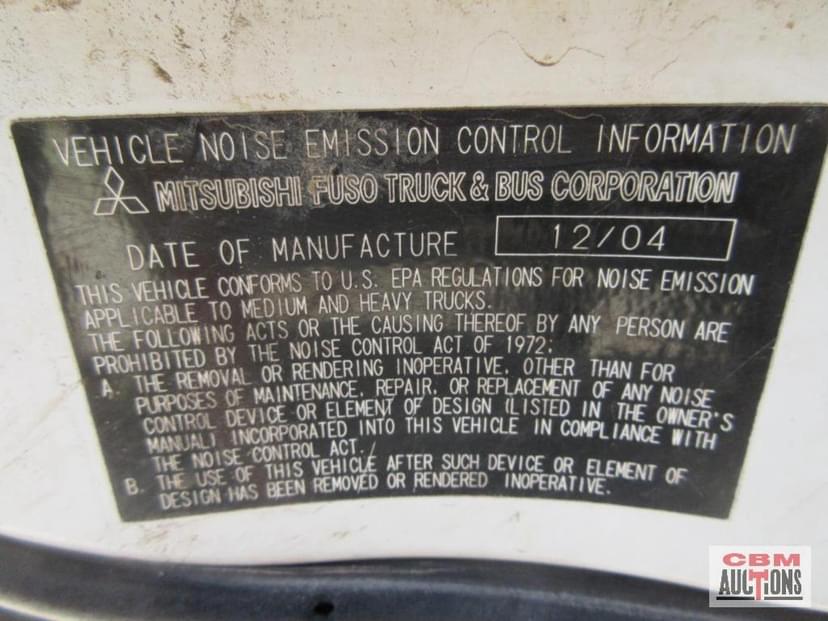 VEHICLE NOISE EMISSION CONTROL INFORMATION
MITSUBISHI FUSO TRUCK & BUS CORPORATION
DATE OF MANUFACTURE 12/04
THIS VEHICLE CONFORMS TO U.S. EPA REGULATIONS FOR NOISE EMISSION
APPLICABLE TO MEDIUM AND HEAVY TRUCKS.
THE FOLLOWING ACTS OR THE CAUSING THEREOF BY ANY PERSON ARE
PROHIBITED BY THE NOISE CONTROL ACT OF 1972;
A. THE REMOVAL OR RENDERING INOPERATIVE, OTHER THAN FOR
PURPOSES OF MAINTENANCE, REPAIR, OR REPLACEMENT OF ANY NOISE
CONTROL DEVICE OR ELEMENT OF DESIGN (LISTED IN THE OWNER'S
MANUAL) INCORPORATED INTO THIS VEHICLE IN COMPLIANCE WITH
THE NOISE CONTROL ACT.
B. THE USE OF THIS VEHICLE AFTER SUCH DEVICE OR ELEMENT OF
DESIGN HAS BEEN REMOVED OR RENDERED INOPERATIVE.
CBM
AUCTIONS